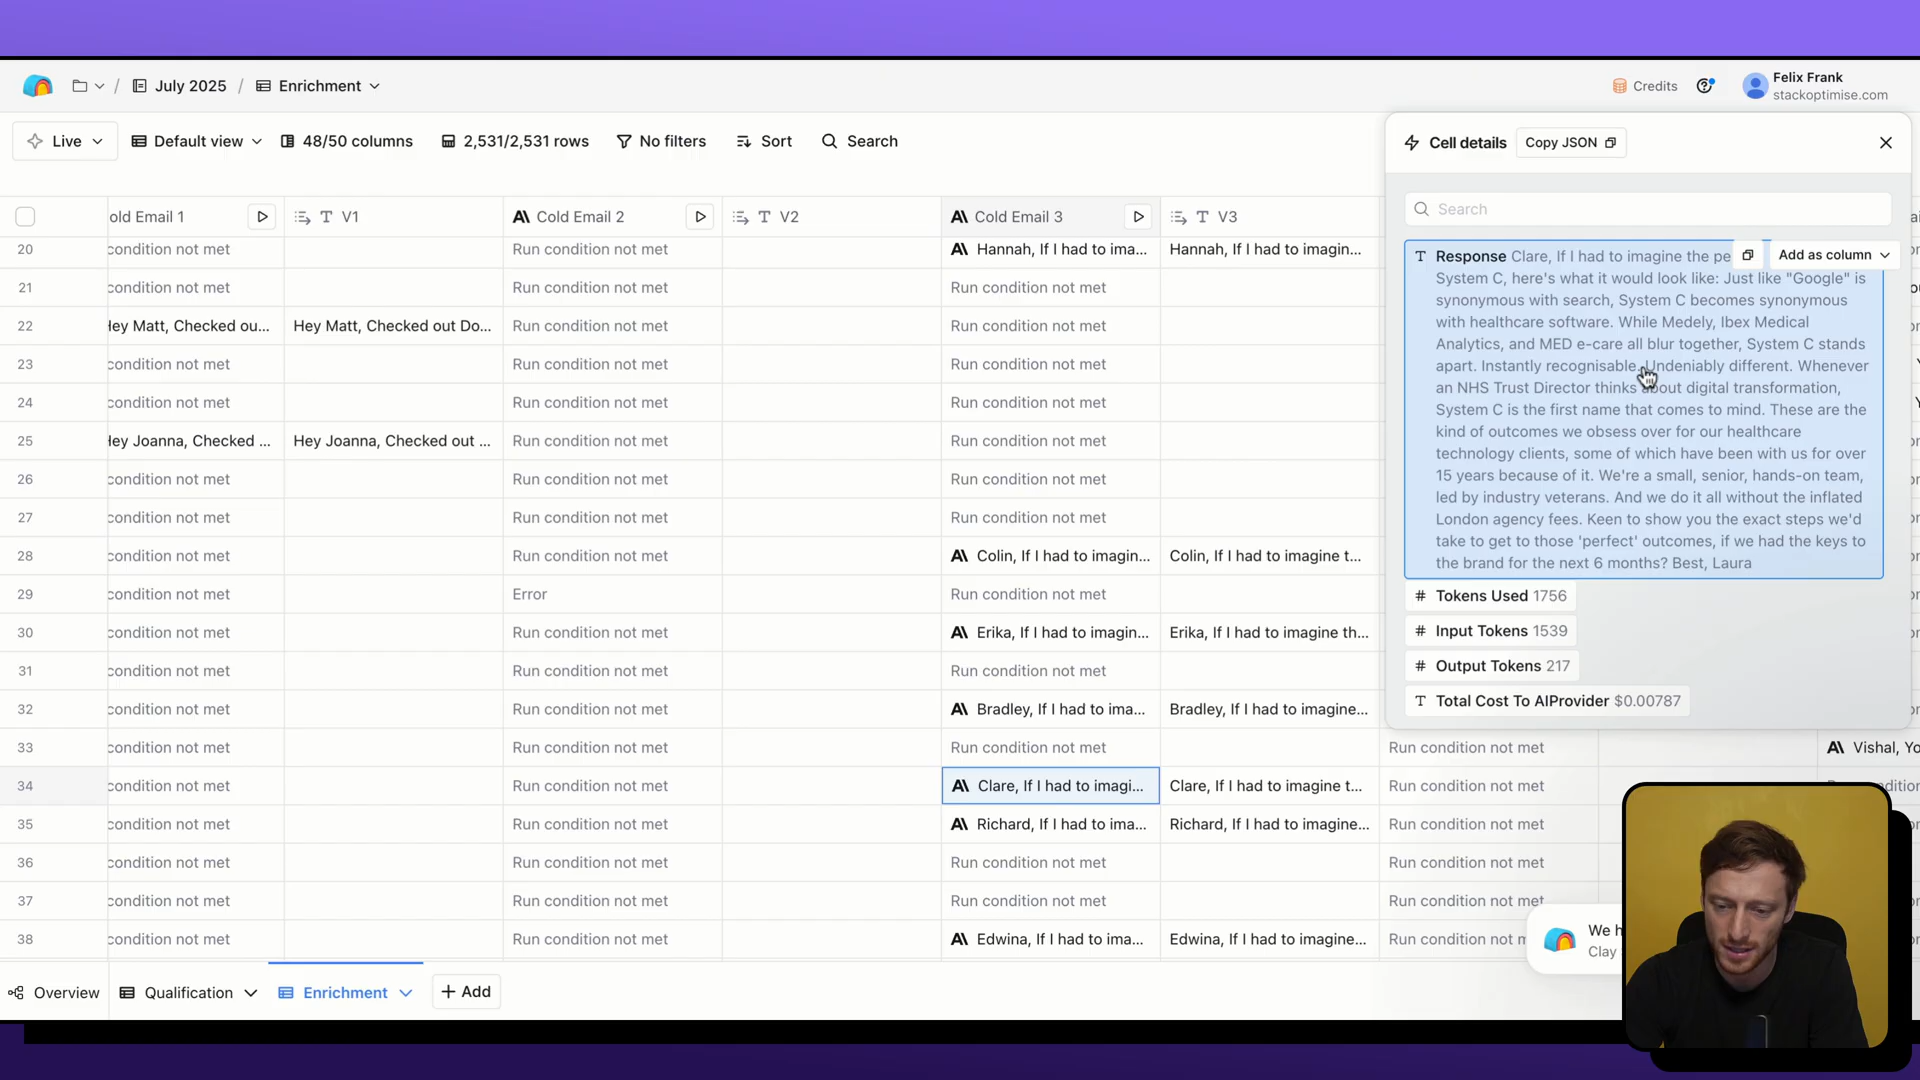 July 2025 / Enrichment
Credits
Felix Frank
stackoptimise.com
Live
Default view
48/50 columns
2,531/2,531 rows
No filters
Sort
Search
Cell details
Copy JSON
Search
old Email 1
V1
Cold Email 2
V2
Cold Email 3
V3
20 condition not met Run condition not met Hannah, If I had to ima... Hannah, If I had to imagin...
21 condition not met Run condition not met Run condition not met
22 Hey Matt, Checked ou... Hey Matt, Checked out Do... Run condition not met Run condition not met
23 condition not met Run condition not met Run condition not met
24 condition not met Run condition not met Run condition not met
25 Hey Joanna, Checked ... Hey Joanna, Checked out ... Run condition not met Run condition not met
26 condition not met Run condition not met Run condition not met
27 condition not met Run condition not met Run condition not met
28 condition not met Run condition not met Colin, If I had to imagin... Colin, If I had to imagine t...
29 condition not met Error Run condition not met
30 condition not met Run condition not met Erika, If I had to imagin... Erika, If I had to imagine th...
31 condition not met Run condition not met Run condition not met
32 condition not met Run condition not met Bradley, If I had to ima... Bradley, If I had to imagine...
33 condition not met Run condition not met Run condition not met Run condition not met Vishal, Yo
34 condition not met Run condition not met Clare, If I had to imagi... Clare, If I had to imagine t... Run condition not met
35 condition not met Run condition not met Richard, If I had to ima... Richard, If I had to imagine... Run condition not met
36 condition not met Run condition not met Run condition not met Run condition not met
37 condition not met Run condition not met Run condition not met Run condition not met
38 condition not met Run condition not met Edwina, If I had to ima... Edwina, If I had to imagine... Run condition not m
Response Clare, If I had to imagine the pe
Add as column
System C, here's what it would look like: Just like "Google" is
synonymous with search, System C becomes synonymous
with healthcare software. While Medely, Ibex Medical
Analytics, and MED e-care all blur together, System C stands
apart. Instantly recognisable. Undeniably different. Whenever
an NHS Trust Director thinks about digital transformation,
System C is the first name that comes to mind. These are the
kind of outcomes we obsess over for our healthcare
technology clients, some of which have been with us for over
15 years because of it. We're a small, senior, hands-on team,
led by industry veterans. And we do it all without the inflated
London agency fees. Keen to show you the exact steps we'd
take to get to those 'perfect' outcomes, if we had the keys to
the brand for the next 6 months? Best, Laura
# Tokens Used 1756
# Input Tokens 1539
# Output Tokens 217
Total Cost To AIProvider $0.00787
We h
Clay
Overview
Qualification
Enrichment
+ Add